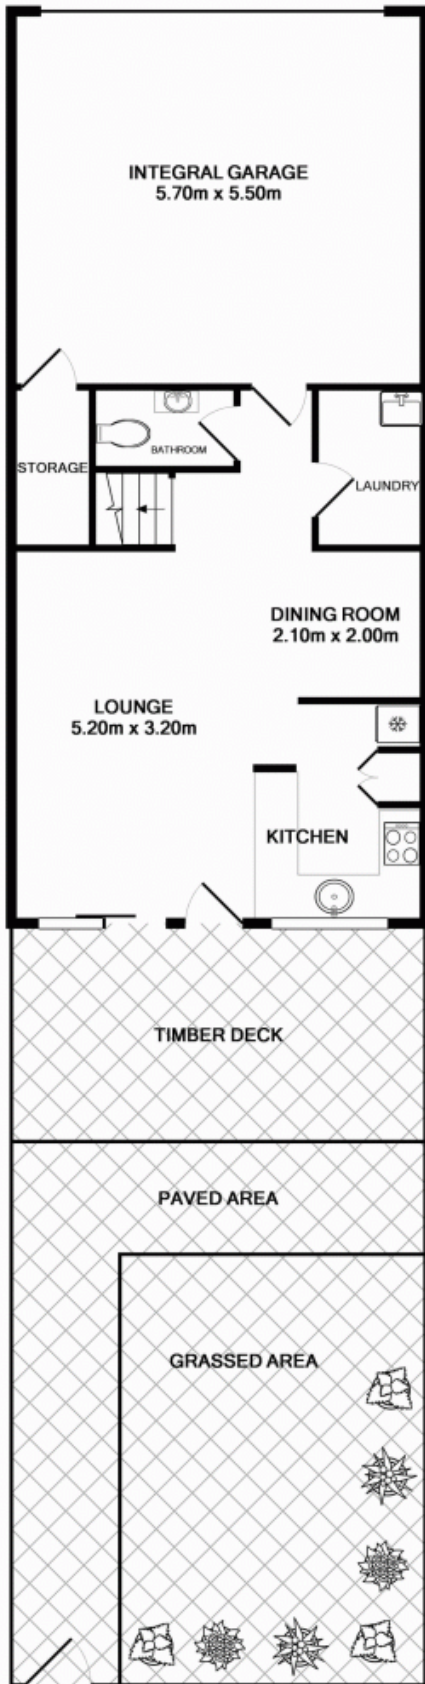 INTEGRAL GARAGE
5.70m x 5.50m
BATHROOM
STORAGE
LAUNDRY
DINING ROOM
2.10m x 2.00m
LOUNGE
5.20m x 3.20m
KITCHEN
TIMBER DECK
PAVED AREA
GRASSED AREA